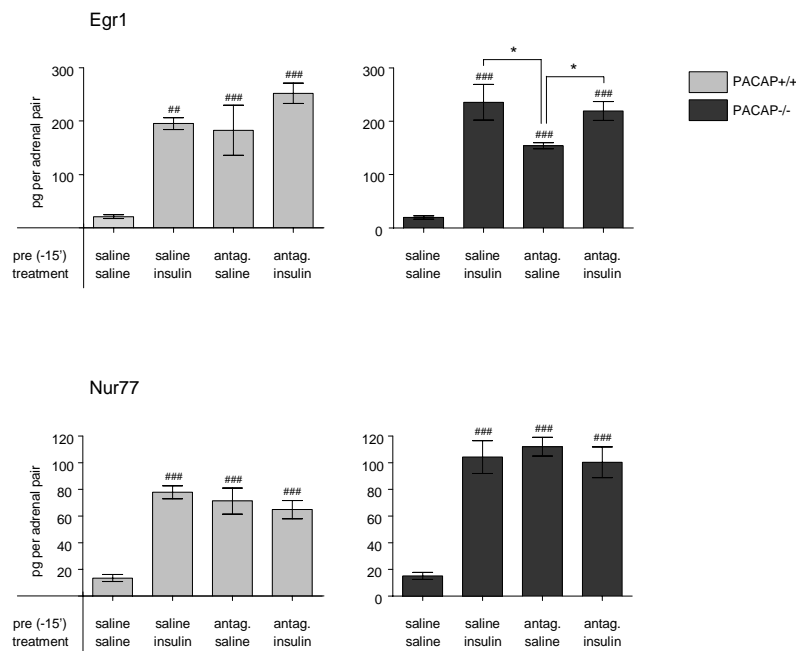 Egr1
pg per adrenal pair
300
200
100
##
###
###
pre (-15') saline saline antag. antag.
treatment saline insulin saline insulin
300
200
100
0
*
*
###
###
###
saline saline antag. antag.
saline insulin saline insulin
PACAP+/+
PACAP-/-
Nur77
pg per adrenal pair
120
100
80
60
40
20
###
###
###
pre (-15') saline saline antag. antag.
treatment saline insulin saline insulin
120
100
80
60
40
20
0
###
###
###
saline saline antag. antag.
saline insulin saline insulin